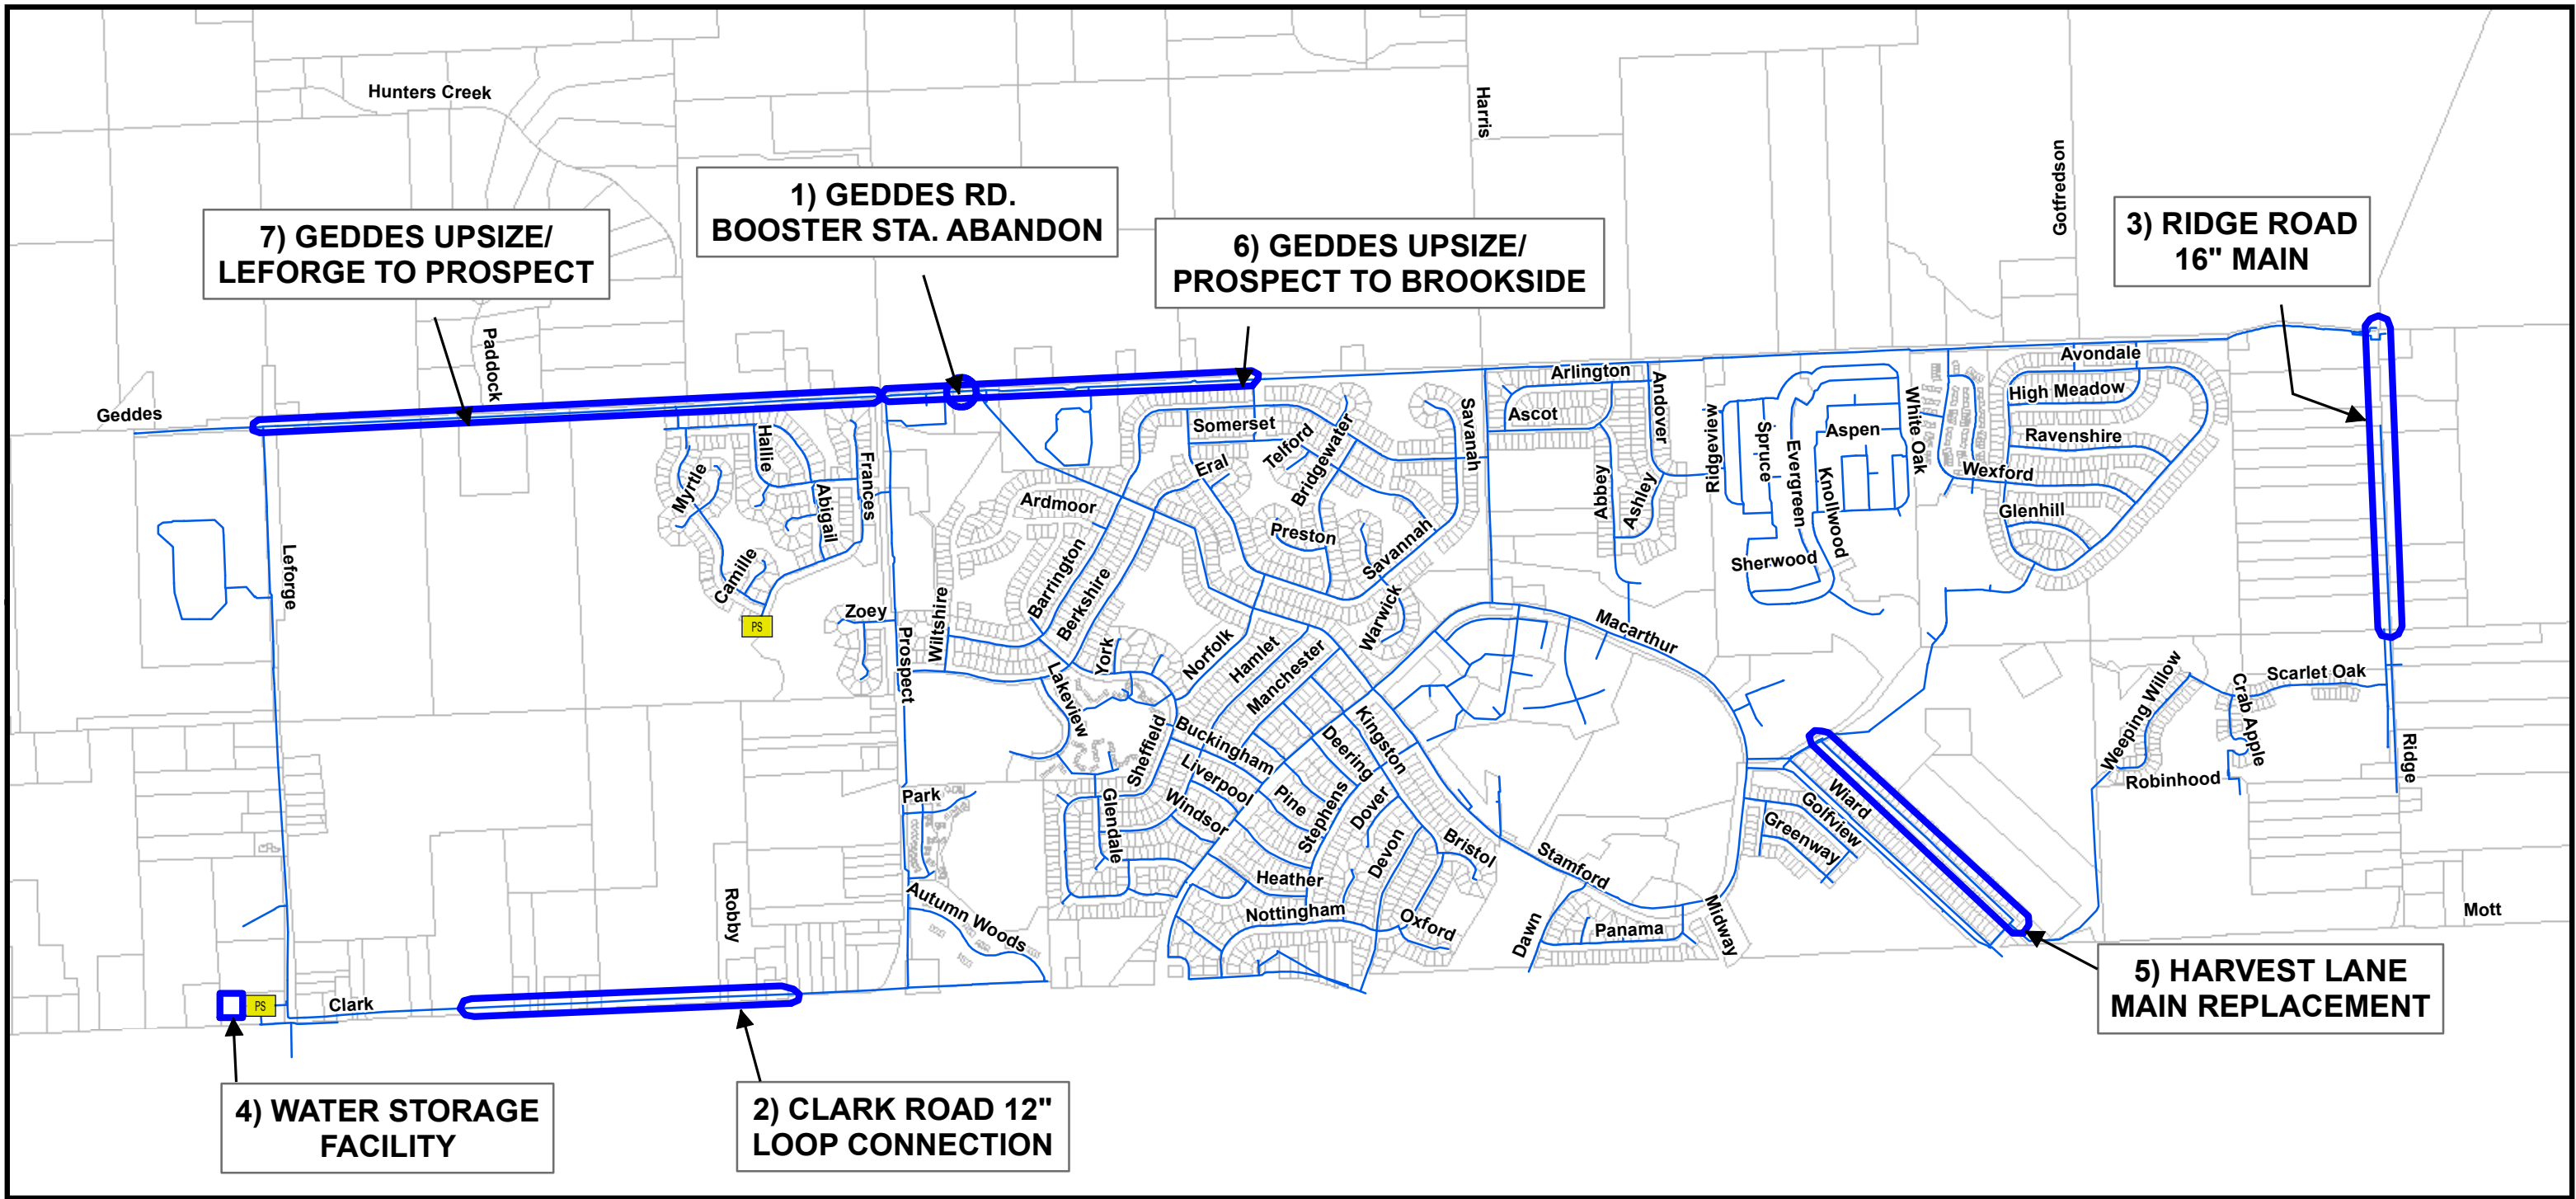 Hunters Creek
Harris
Gotfredson
1) GEDDES RD.
BOOSTER STA. ABANDON
7) GEDDES UPSIZE/
LEFORGE TO PROSPECT
6) GEDDES UPSIZE/
PROSPECT TO BROOKSIDE
3) RIDGE ROAD
16" MAIN
Paddock
Geddes
Avondale
Arlington
High Meadow
Andover
Ascot
Savanah
White Oak
Ridgeview
Somerset
Telford
Bridgewater
Spruce
Aspen
Ravenshire
Hallie
Frances
Eral
Evergreen
Knollwood
Wexford
Myrtle
Abigail
Ardmoor
Abbey
Ashley
Glenhill
Preston
Savannah
Leforge
Camille
Barrington
Berkshire
Sherwood
Zoey
PS
Prospect
Wiltshire
York
Norfolk
Hamlet
Manchester
Warwick
Macarthur
Lakeview
Scarlet Oak
Weeping Willow
Crab Apple
Robinhood
Ridge
Sheffield
Buckingham
Kingston
Deering
Liverpool
Pine
Windsor
Stephens
Dover
Wiard
Golfview
Greenway
Park
Glendale
Devon
Bristol
Stamford
Heather
Robby
Autumn Woods
Nottingham
Oxford
Dawn
Panama
Midway
Mott
PS
Clark
5) HARVEST LANE
MAIN REPLACEMENT
4) WATER STORAGE
FACILITY
2) CLARK ROAD 12"
LOOP CONNECTION